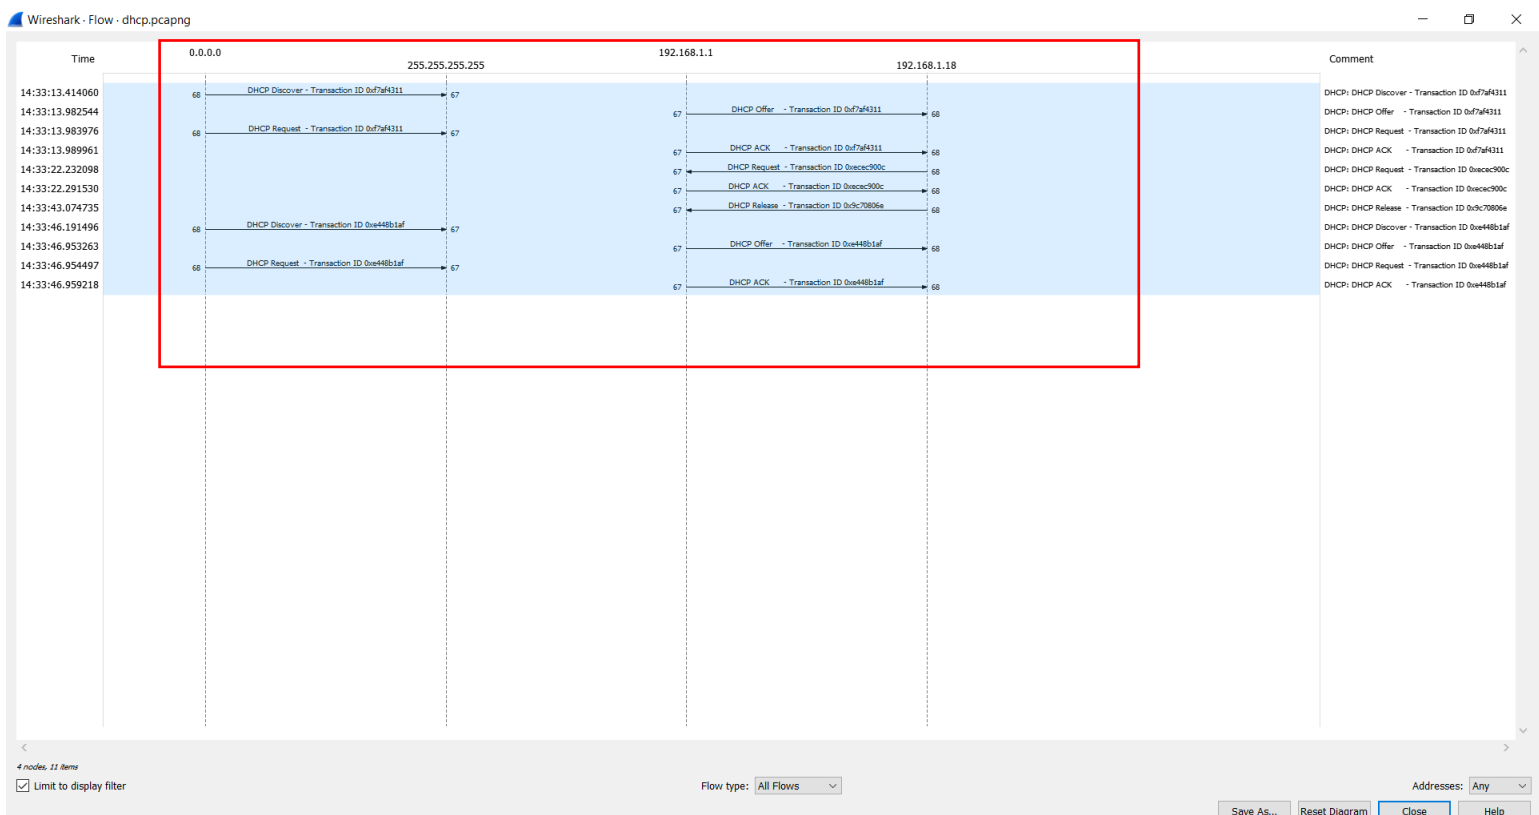 Wireshark · Flow · dhcp.pcapng
Time 0.0.0.0 255.255.255.255 192.168.1.1 192.168.1.18 Comment
14:33:13.414060 68 DHCP Discover - Transaction ID 0xf7af4311 67 DHCP: DHCP Discover - Transaction ID 0xf7af4311
14:33:13.982544 67 DHCP Offer - Transaction ID 0xf7af4311 68 DHCP: DHCP Offer - Transaction ID 0xf7af4311
14:33:13.983976 68 DHCP Request - Transaction ID 0xf7af4311 67 DHCP: DHCP Request - Transaction ID 0xf7af4311
14:33:13.989961 67 DHCP ACK - Transaction ID 0xf7af4311 68 DHCP: DHCP ACK - Transaction ID 0xf7af4311
14:33:22.232098 67 DHCP Request - Transaction ID 0xecec900c 68 DHCP: DHCP Request - Transaction ID 0xecec900c
14:33:22.291530 67 DHCP ACK - Transaction ID 0xecec900c 68 DHCP: DHCP ACK - Transaction ID 0xecec900c
14:33:43.074735 67 DHCP Release - Transaction ID 0x9c70806e 68 DHCP: DHCP Release - Transaction ID 0x9c70806e
14:33:46.191496 68 DHCP Discover - Transaction ID 0xe448b1af 67 DHCP: DHCP Discover - Transaction ID 0xe448b1af
14:33:46.953263 67 DHCP Offer - Transaction ID 0xe448b1af 68 DHCP: DHCP Offer - Transaction ID 0xe448b1af
14:33:46.954497 68 DHCP Request - Transaction ID 0xe448b1af 67 DHCP: DHCP Request - Transaction ID 0xe448b1af
14:33:46.959218 67 DHCP ACK - Transaction ID 0xe448b1af 68 DHCP: DHCP ACK - Transaction ID 0xe448b1af
4 nodes, 11 items
Limit to display filter Flow type: All Flows Addresses: Any
Save As... Reset Diagram Close Help